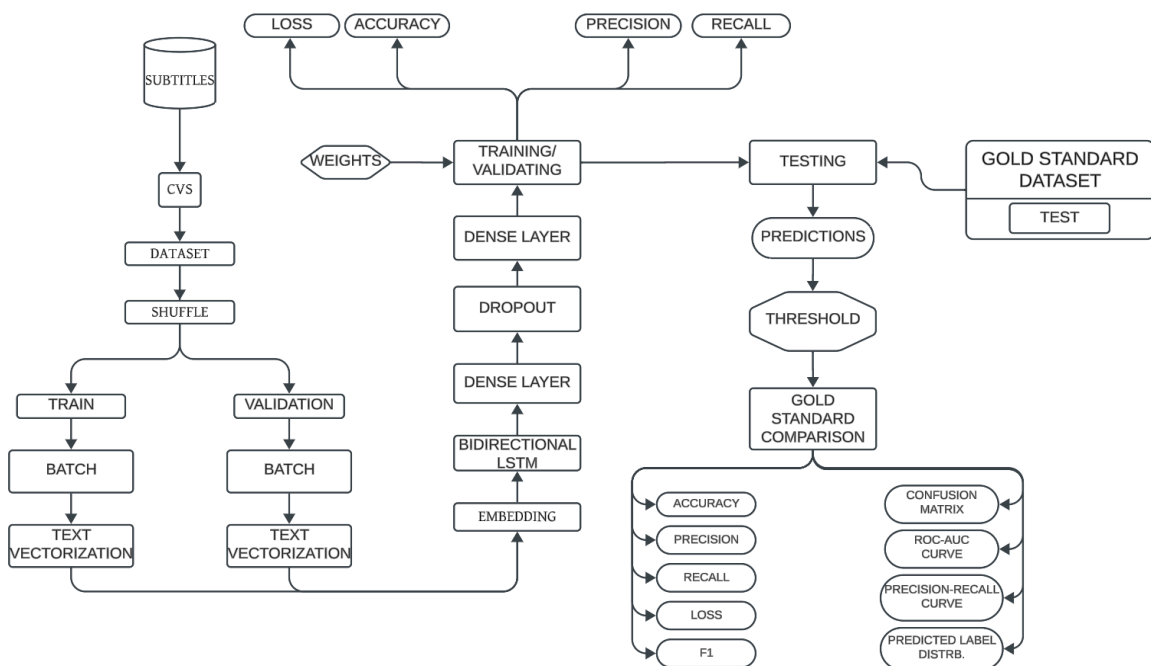 LOSS
ACCURACY
PRECISION
RECALL
SUBTITLES
CVS
DATASET
SHUFFLE
TRAIN
VALIDATION
BATCH
BATCH
TEXT
VECTORIZATION
TEXT
VECTORIZATION
WEIGHTS
TRAINING/
VALIDATING
DENSE LAYER
DROPOUT
DENSE LAYER
BIDIRECTIONAL
LSTM
EMBEDDING
TESTING
GOLD STANDARD
DATASET
TEST
PREDICTIONS
THRESHOLD
GOLD
STANDARD
COMPARISON
ACCURACY
PRECISION
RECALL
LOSS
F1
CONFUSION
MATRIX
ROC-AUC
CURVE
PRECISION-RECALL
CURVE
PREDICTED LABEL
DISTRB.